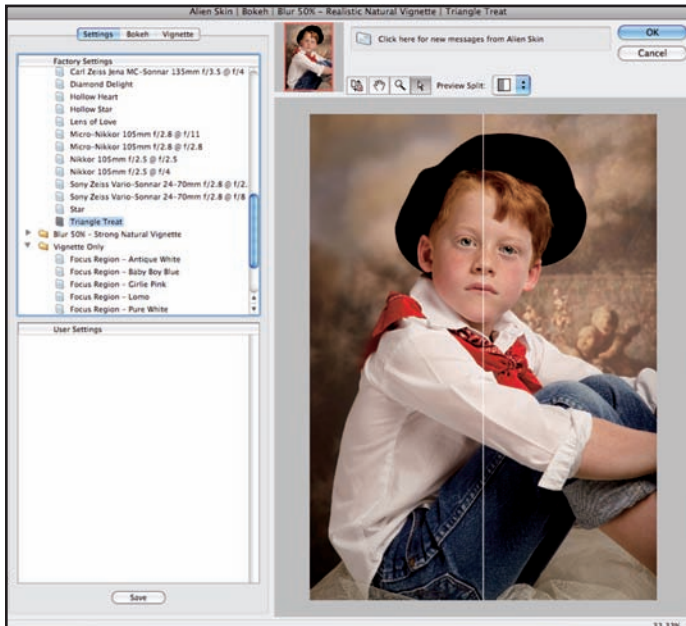 Alien Skin | Bokeh | Blur 50% - Realistic Natural Vignette | Triangle Treat
Settings Bokeh Vignette
Factory Settings
Carl Zeiss Jena MC-Sonnar 135mm f/3.5 @ f/4
Diamond Delight
Hollow Heart
Hollow Star
Lens of Love
Micro-Nikkor 105mm f/2.8 @ f/11
Micro-Nikkor 105mm f/2.8 @ f/2.8
Nikkor 105mm f/2.5 @ f/2.5
Nikkor 105mm f/2.5 @ f/4
Sony Zeiss Vario-Sonnar 24-70mm f/2.8 @ f/2.
Sony Zeiss Vario-Sonnar 24-70mm f/2.8 @ f/8
Star
Triangle Treat
Blur 50% - Strong Natural Vignette
Vignette Only
Focus Region - Antique White
Focus Region - Baby Boy Blue
Focus Region - Girlie Pink
Focus Region - Lomo
Focus Region - Pure White
User Settings
Save
Click here for new messages from Alien Skin
OK
Cancel
Preview Split:
33.33%